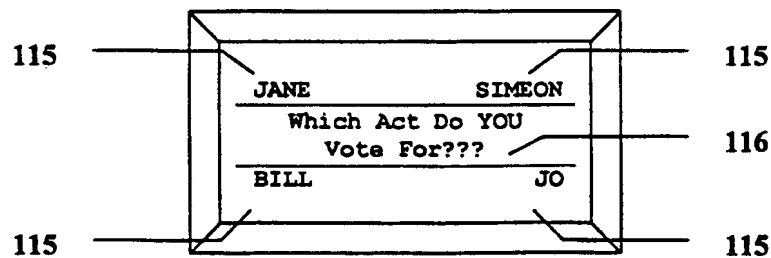 115 115
JANE SIMEON
Which Act Do YOU
Vote For???
116
BILL JO
115 115